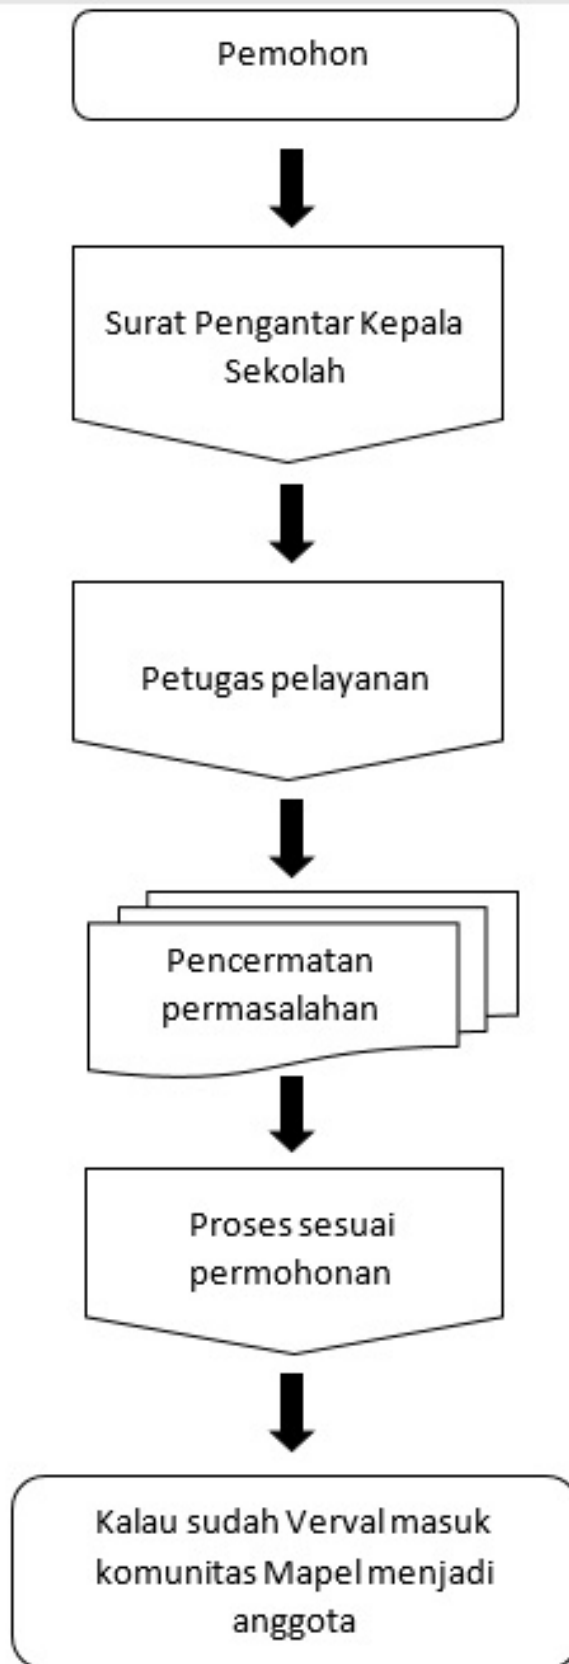 Pemohon
Surat Pengantar Kepala
Sekolah
Petugas pelayanan
Pencermatan
permasalahan
Proses sesuai
permohonan
Kalau sudah Verval masuk
komunitas Mapel menjadi
anggota